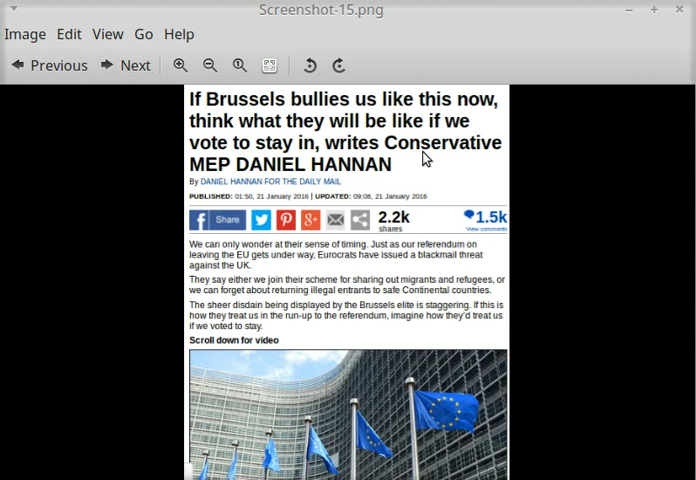 Screenshot-15.png
Image Edit View Go Help
Previous Next
If Brussels bullies us like this now,
think what they will be like if we
vote to stay in, writes Conservative
MEP DANIEL HANNAN
By DANIEL HANNAN FOR THE DAILY MAIL
PUBLISHED: 01:50, 21 January 2016 | UPDATED: 09:08, 21 January 2016
f Share g+ 2.2k shares 1.5k View comments
We can only wonder at their sense of timing. Just as our referendum on
leaving the EU gets under way, Eurocrats have issued a blackmail threat
against the UK.
They say either we join their scheme for sharing out migrants and refugees, or
we can forget about returning illegal entrants to safe Continental countries.
The sheer disdain being displayed by the Brussels elite is staggering. If this is
how they treat us in the run-up to the referendum, imagine how they'd treat us
if we voted to stay.
Scroll down for video